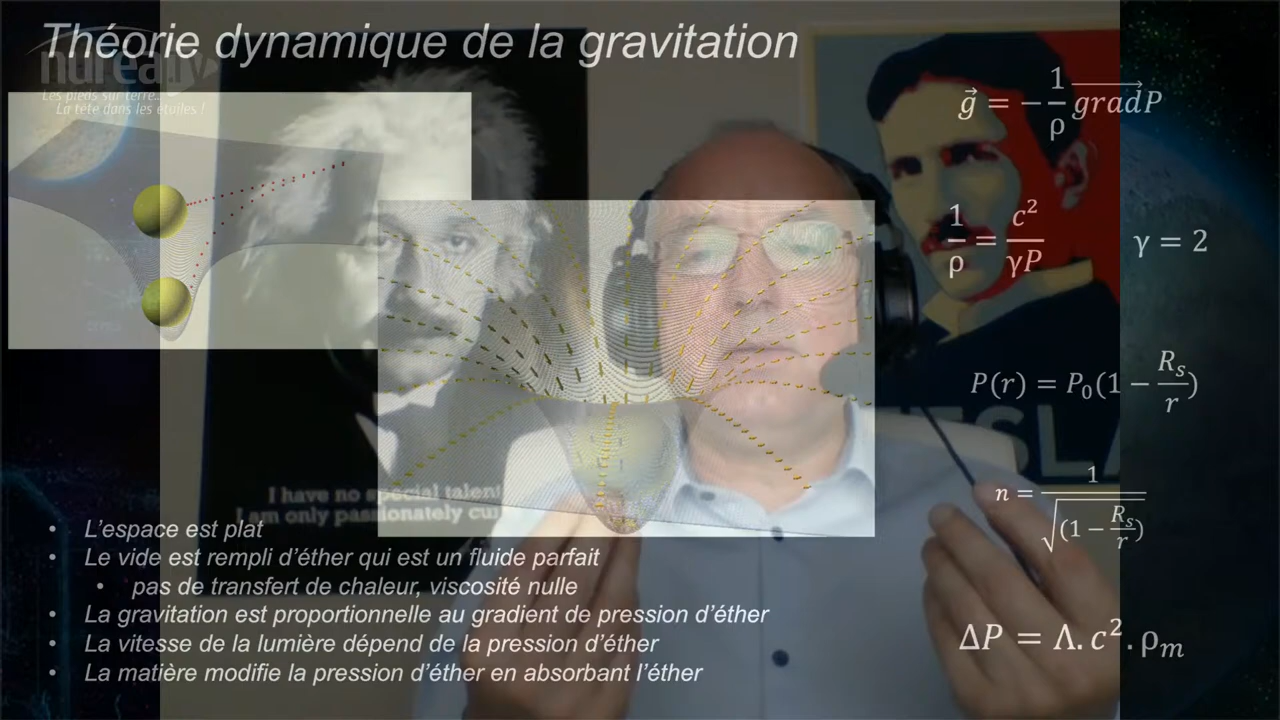 Théorie dynamique de la gravitation
nureally
Les pieds sur terre...
La tête dans les étoiles !
I have no special talent
I am only passionately cu
• L'espace est plat
• Le vide est rempli d'éther qui est un fluide parfait
• pas de transfert de chaleur, viscosité nulle
• La gravitation est proportionnelle au gradient de pression d'éther
• La vitesse de la lumière dépend de la pression d'éther
• La matière modifie la pression d'éther en absorbant l'éther
g⃗ = − 1/ρ gradP
1/ρ = c²/γP γ = 2
P(r) = P₀(1 − Rₛ/r)
n = 1/√(1 − Rₛ/r)
ΔP = Λ.c².ρₘ